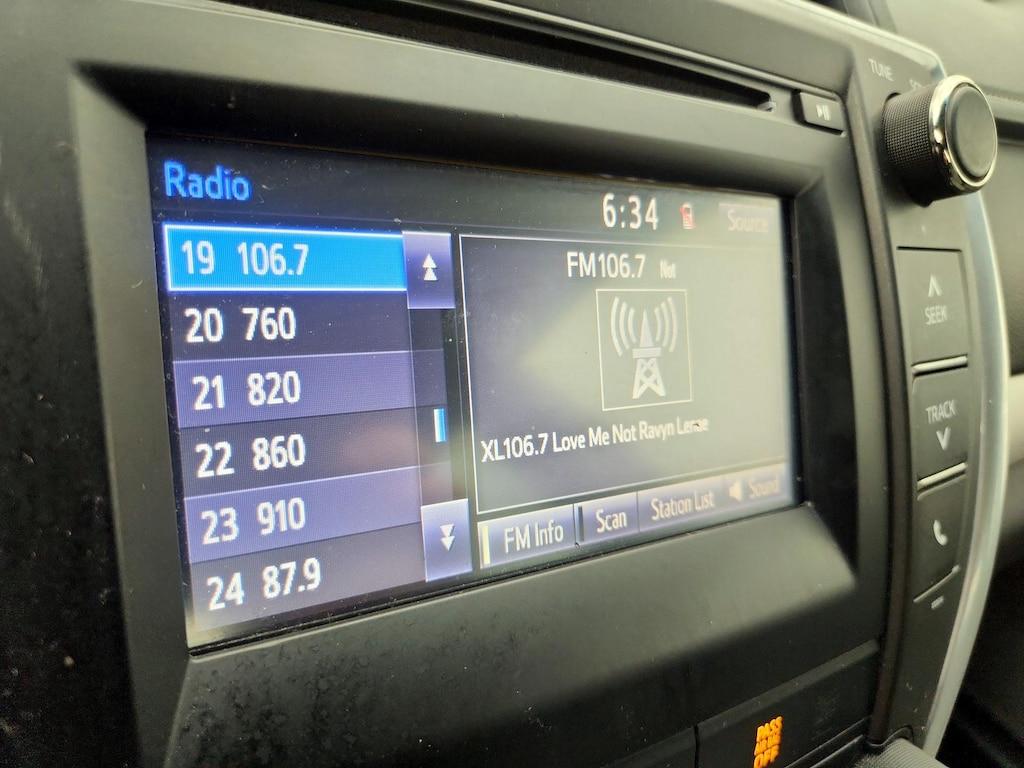 TUNE
Radio
6:34
Source
19 106.7
20 760
21 820
22 860
23 910
24 87.9
FM106.7 Not
XL106.7 Love Me Not Ravyn Lenae
FM Info
Scan
Station List
Sound
SEEK
TRACK
PASS
OFF